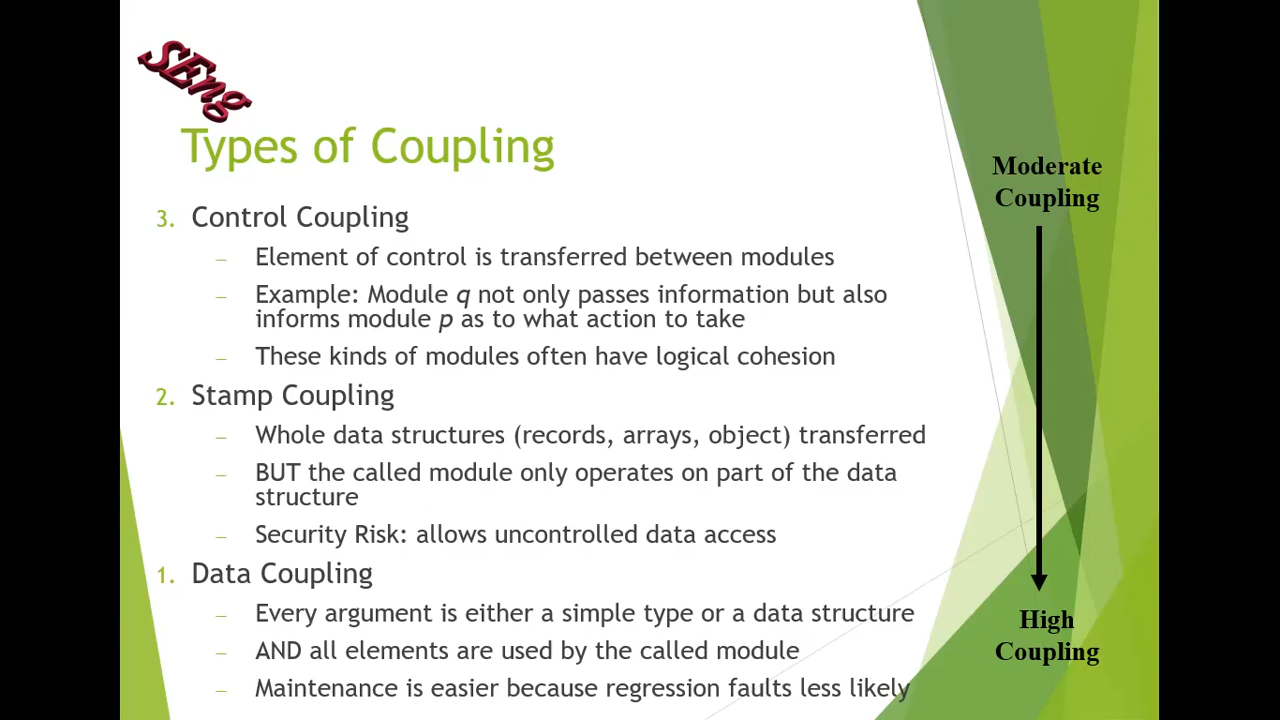 SEng
Types of Coupling
3. Control Coupling
– Element of control is transferred between modules
– Example: Module q not only passes information but also
informs module p as to what action to take
– These kinds of modules often have logical cohesion
2. Stamp Coupling
– Whole data structures (records, arrays, object) transferred
– BUT the called module only operates on part of the data
structure
– Security Risk: allows uncontrolled data access
1. Data Coupling
– Every argument is either a simple type or a data structure
– AND all elements are used by the called module
– Maintenance is easier because regression faults less likely
Moderate
Coupling
High
Coupling